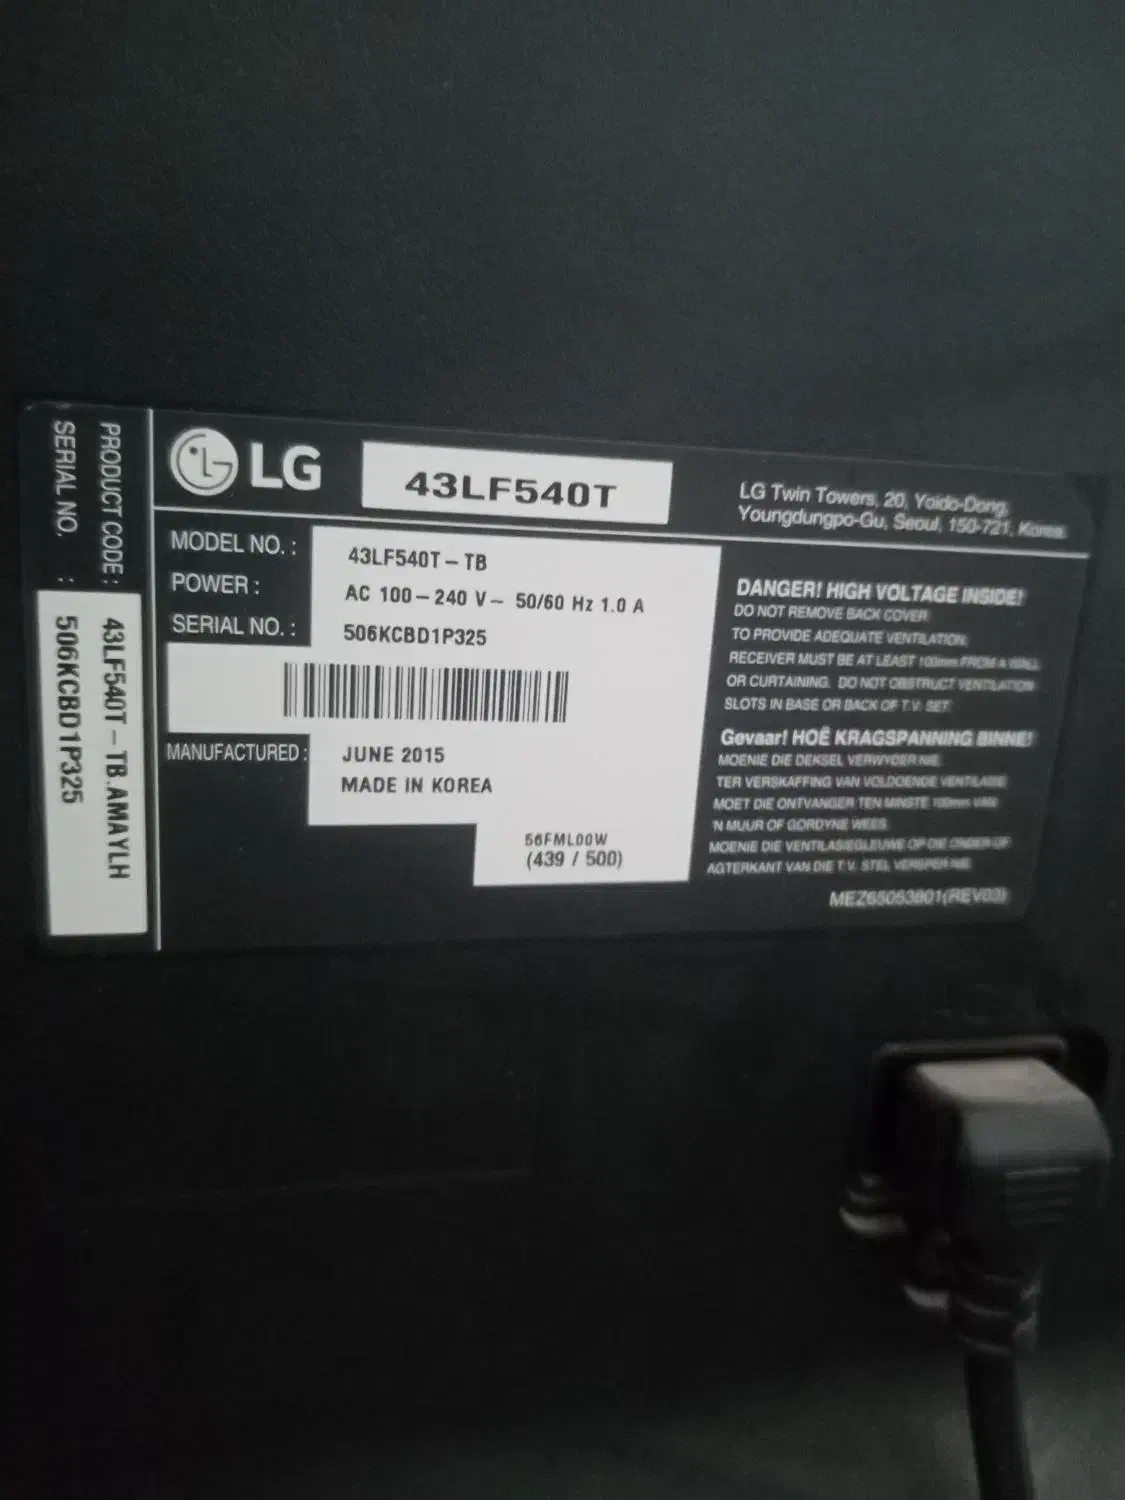 LG
43LF540T
LG Twin Towers, 20, Yoido-Dong,
Youngdungpo-Gu, Seoul, 150-721, Korea
MODEL NO. : 43LF540T-TB
POWER : AC 100-240 V~ 50/60 Hz 1.0 A
SERIAL NO. : 506KCBD1P325
MANUFACTURED : JUNE 2015
MADE IN KOREA
56FML00W
(439 / 500)
DANGER! HIGH VOLTAGE INSIDE!
DO NOT REMOVE BACK COVER.
TO PROVIDE ADEQUATE VENTILATION,
RECEIVER MUST BE AT LEAST 100mm FROM A WALL
OR CURTAINING. DO NOT OBSTRUCT VENTILATION
SLOTS IN BASE OR BACK OF T.V. SET.
Gevaar! HOË KRAGSPANNING BINNE!
MOENIE DIE DEKSEL VERWYDER NIE.
TER VERSKAFFING VAN VOLDOENDE VENTILASIE
MOET DIE ONTVANGER TEN MINSTE 100mm VAN
'N MUUR OF GORDYNE WEES.
MOENIE DIE VENTILASIEGLEUWE OP DIE ONDER OF
AGTERKANT VAN DIE T.V. STEL VERSPER NIE.
MEZ65053801(REV03)
PRODUCT CODE : 43LF540T-TB.AMAYLH
SERIAL NO. : 506KCBD1P325